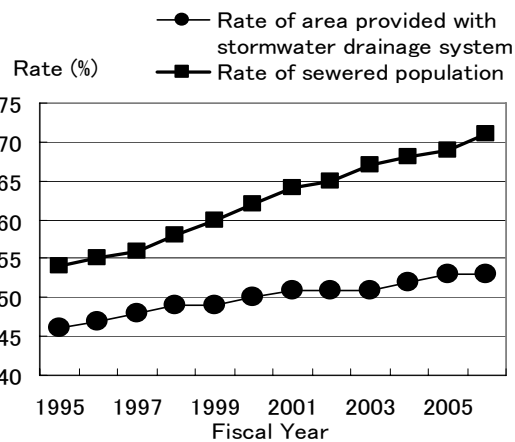 Rate of area provided with
stormwater drainage system
Rate (%)
Rate of sewered population
75
70
65
60
55
50
45
40
1995 1997 1999 2001 2003 2005
Fiscal Year